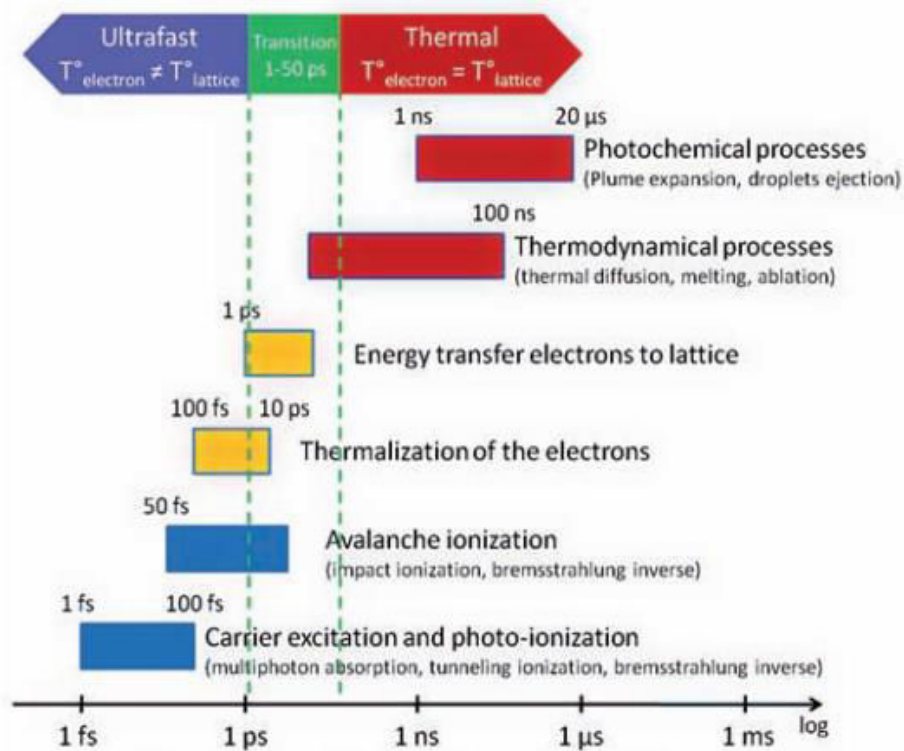 Ultrafast
T°electron ≠ T°lattice
Transition
1-50 ps
Thermal
T°electron = T°lattice
1 ns
20 µs
Photochemical processes
(Plume expansion, droplets ejection)
100 ns
Thermodynamical processes
(thermal diffusion, melting, ablation)
1 ps
Energy transfer electrons to lattice
100 fs
10 ps
Thermalization of the electrons
50 fs
Avalanche ionization
(impact ionization, bremsstrahlung inverse)
1 fs
100 fs
Carrier excitation and photo-ionization
(multiphoton absorption, tunneling ionization, bremsstrahlung inverse)
log
1 fs
1 ps
1 ns
1 µs
1 ms